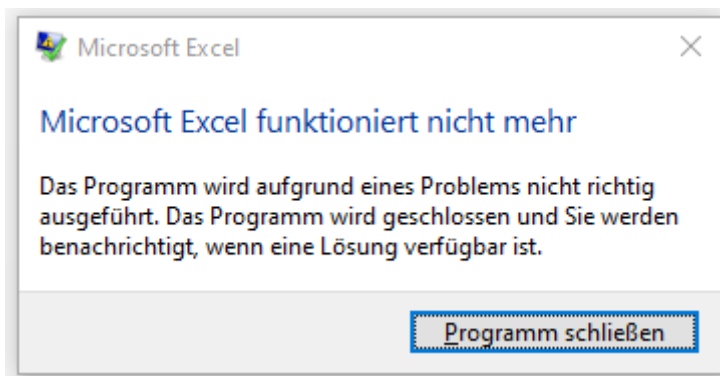 Microsoft Excel
Microsoft Excel funktioniert nicht mehr
Das Programm wird aufgrund eines Problems nicht richtig
ausgeführt. Das Programm wird geschlossen und Sie werden
benachrichtigt, wenn eine Lösung verfügbar ist.
Programm schließen